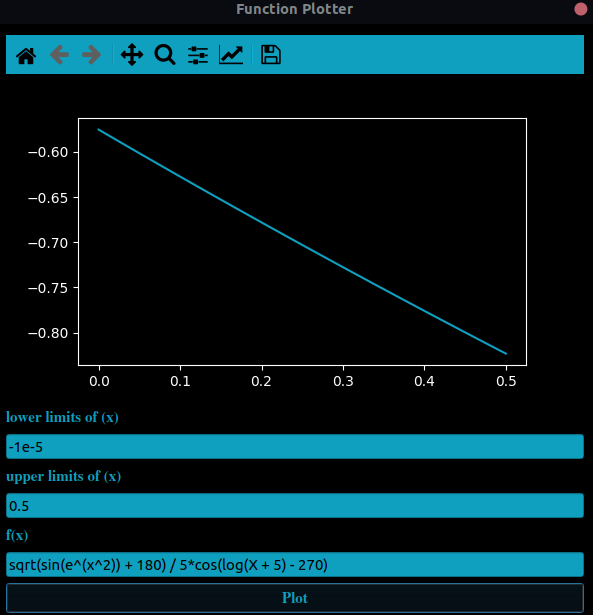 Function Plotter
−0.60
−0.65
−0.70
−0.75
−0.80
0.0 0.1 0.2 0.3 0.4 0.5
lower limits of (x)
-1e-5
upper limits of (x)
0.5
f(x)
sqrt(sin(e^(x^2)) + 180) / 5*cos(log(X + 5) - 270)
Plot